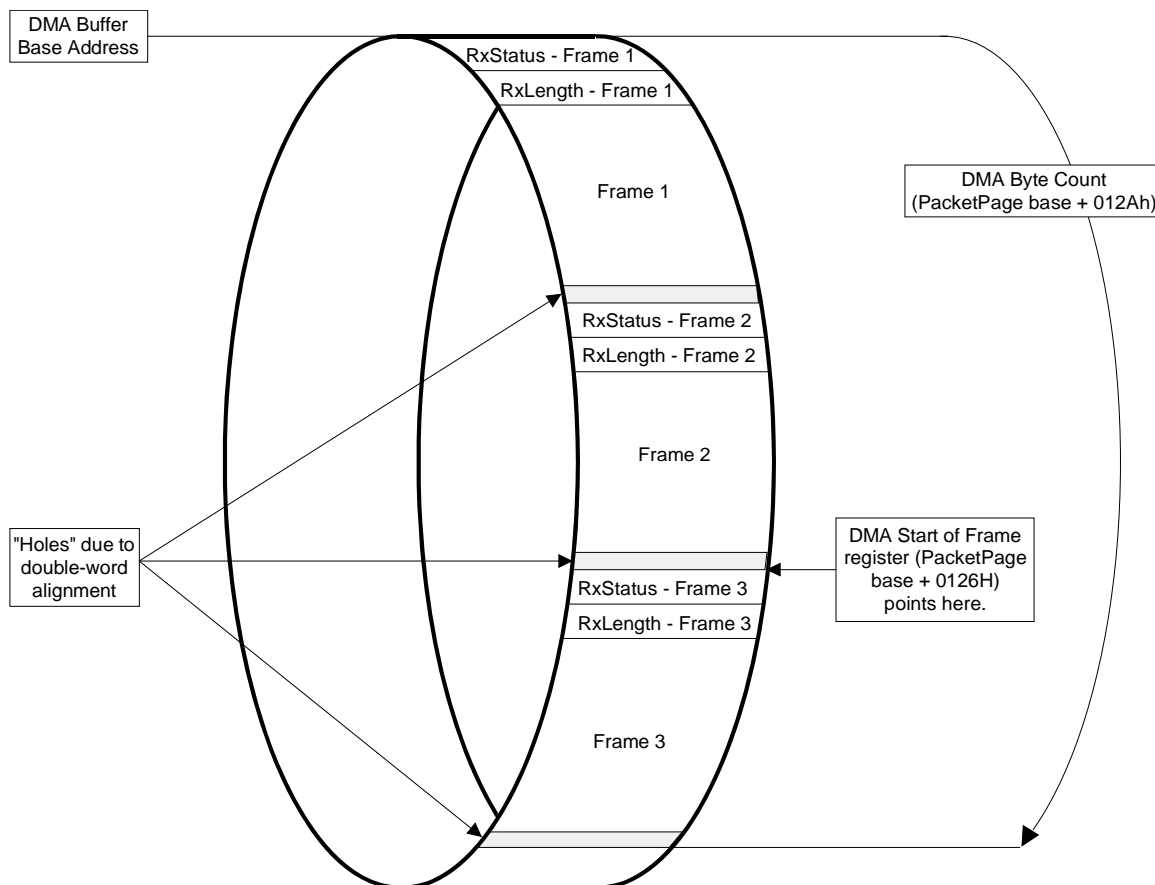 DMA Buffer
Base Address
RxStatus - Frame 1
RxLength - Frame 1
Frame 1
DMA Byte Count
(PacketPage base + 012Ah)
RxStatus - Frame 2
RxLength - Frame 2
Frame 2
"Holes" due to
double-word
alignment
DMA Start of Frame
register (PacketPage
base + 0126H)
points here.
RxStatus - Frame 3
RxLength - Frame 3
Frame 3